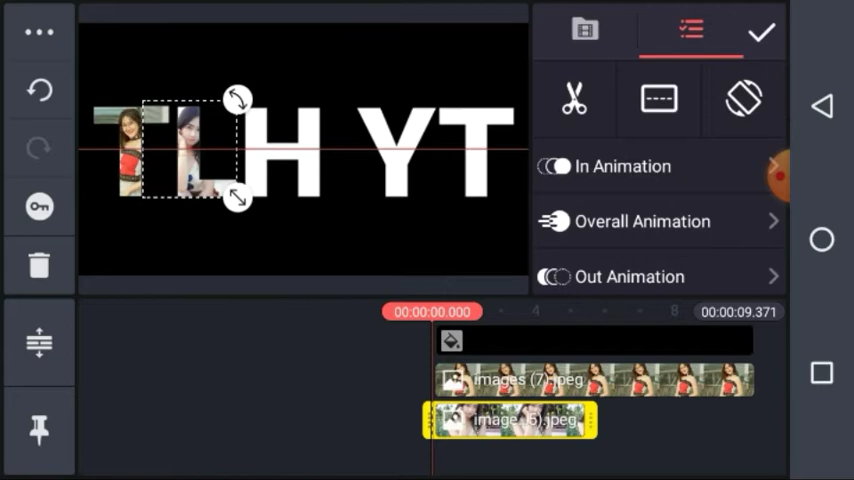 TLH YT
In Animation
Overall Animation
Out Animation
00:00:00.000
4
8
00:00:09.371
images (7).jpeg
image (5).jpeg